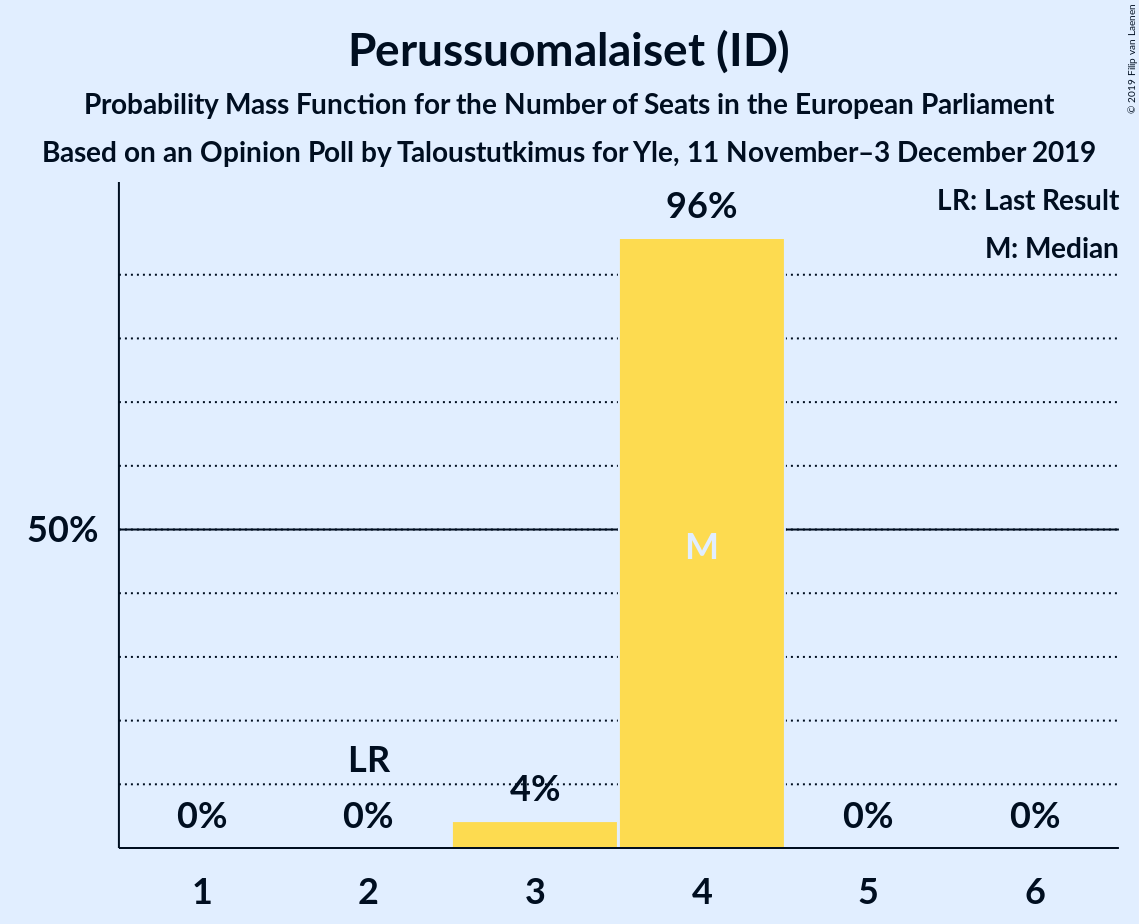 Perussuomalaiset (ID)
Probability Mass Function for the Number of Seats in the European Parliament
Based on an Opinion Poll by Taloustutkimus for Yle, 11 November–3 December 2019
© 2019 Filip van Laenen
LR: Last Result
M: Median
96%
50%
M
LR
4%
0%
0%
0%
0%
1
2
3
4
5
6